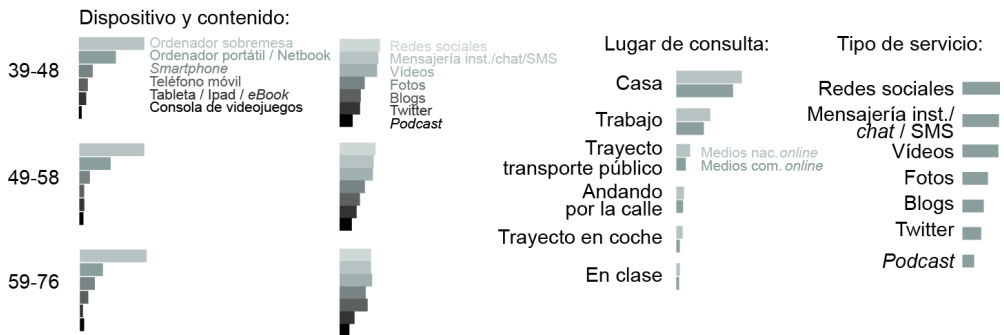 Dispositivo y contenido:
39-48
Ordenador sobremesa
Ordenador portátil / Netbook
Smartphone
Teléfono móvil
Tableta / Ipad / eBook
Consola de videojuegos
Redes sociales
Mensajería inst./chat/SMS
Vídeos
Fotos
Blogs
Twitter
Podcast
49-58
59-76
Lugar de consulta:
Casa
Trabajo
Trayecto
transporte público
Medios nac. online
Medios com. online
Andando
por la calle
Trayecto en coche
En clase
Tipo de servicio:
Redes sociales
Mensajería inst./
chat / SMS
Vídeos
Fotos
Blogs
Twitter
Podcast